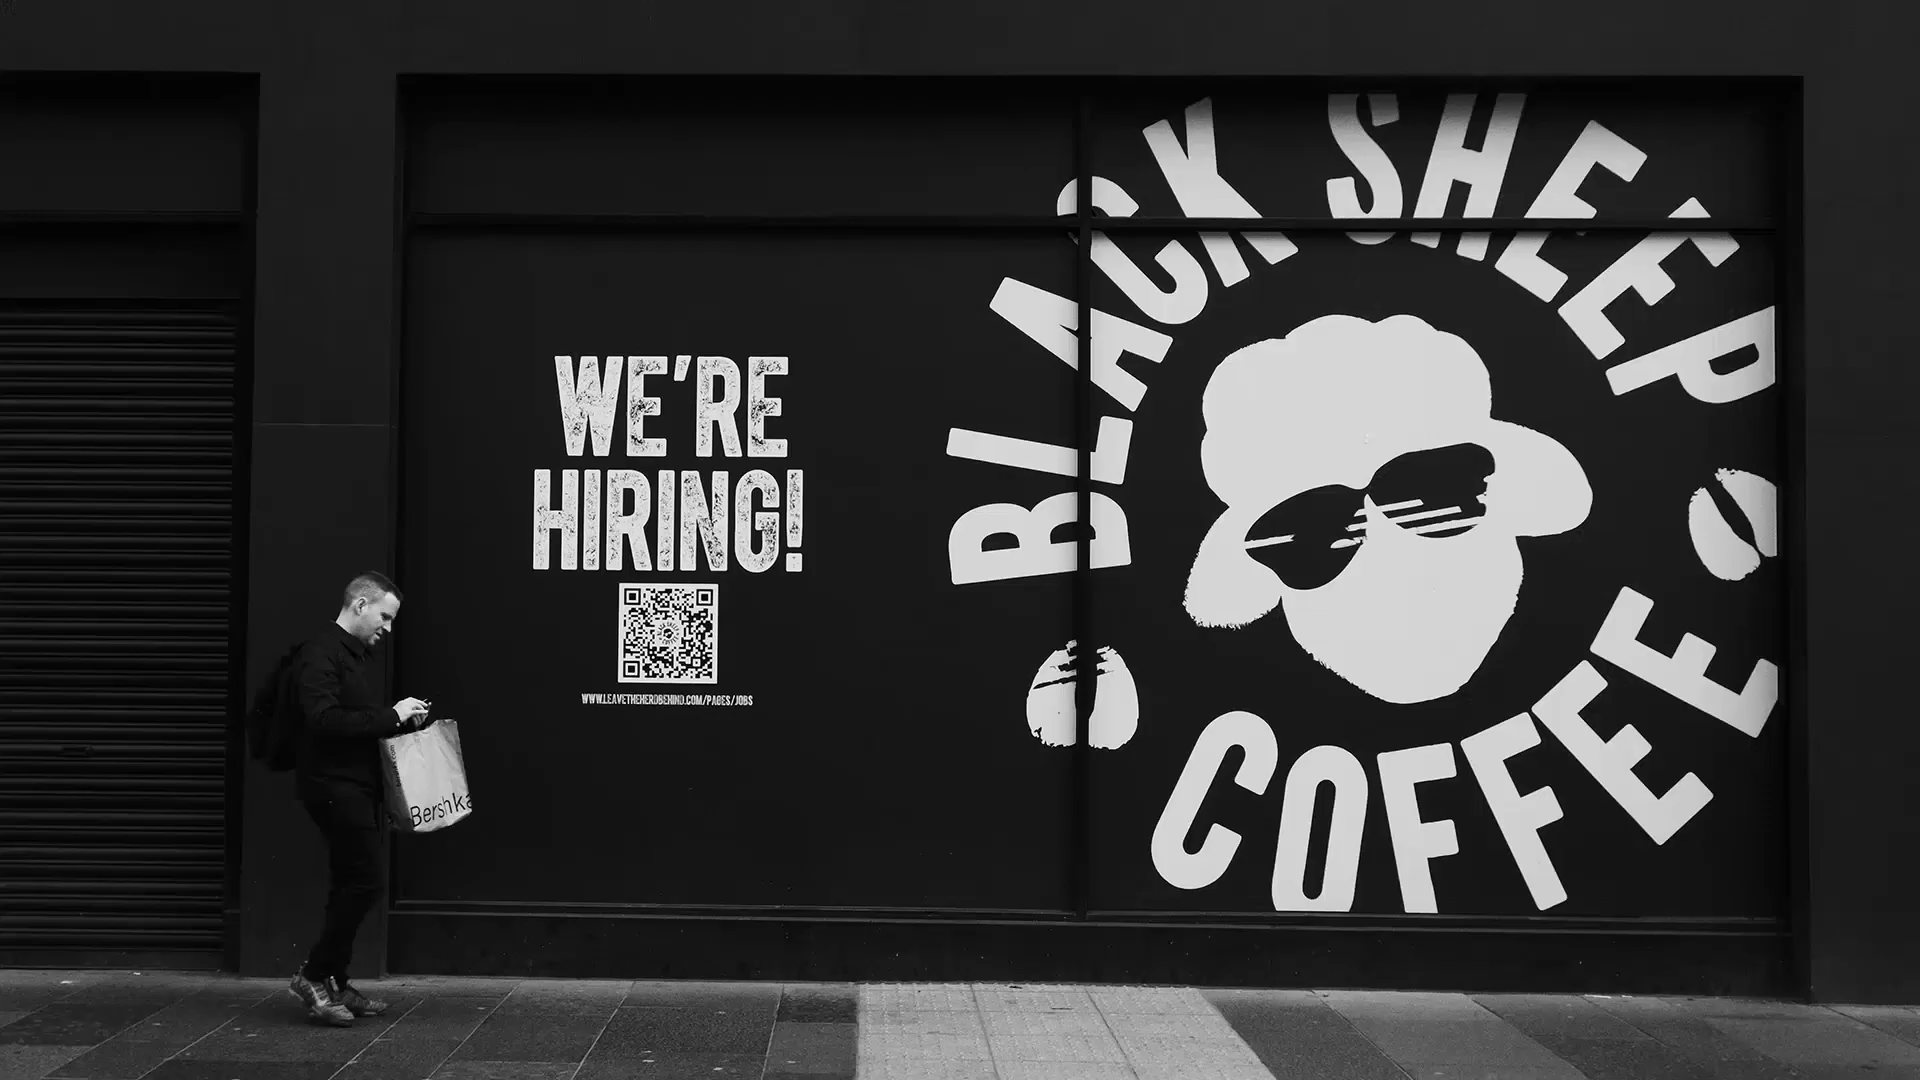 WE'RE
HIRING!
WWW.LEAVETHEHERDBEHIND.COM/PAGES/JOBS
BLACK SHEEP
COFFEE
Bershka